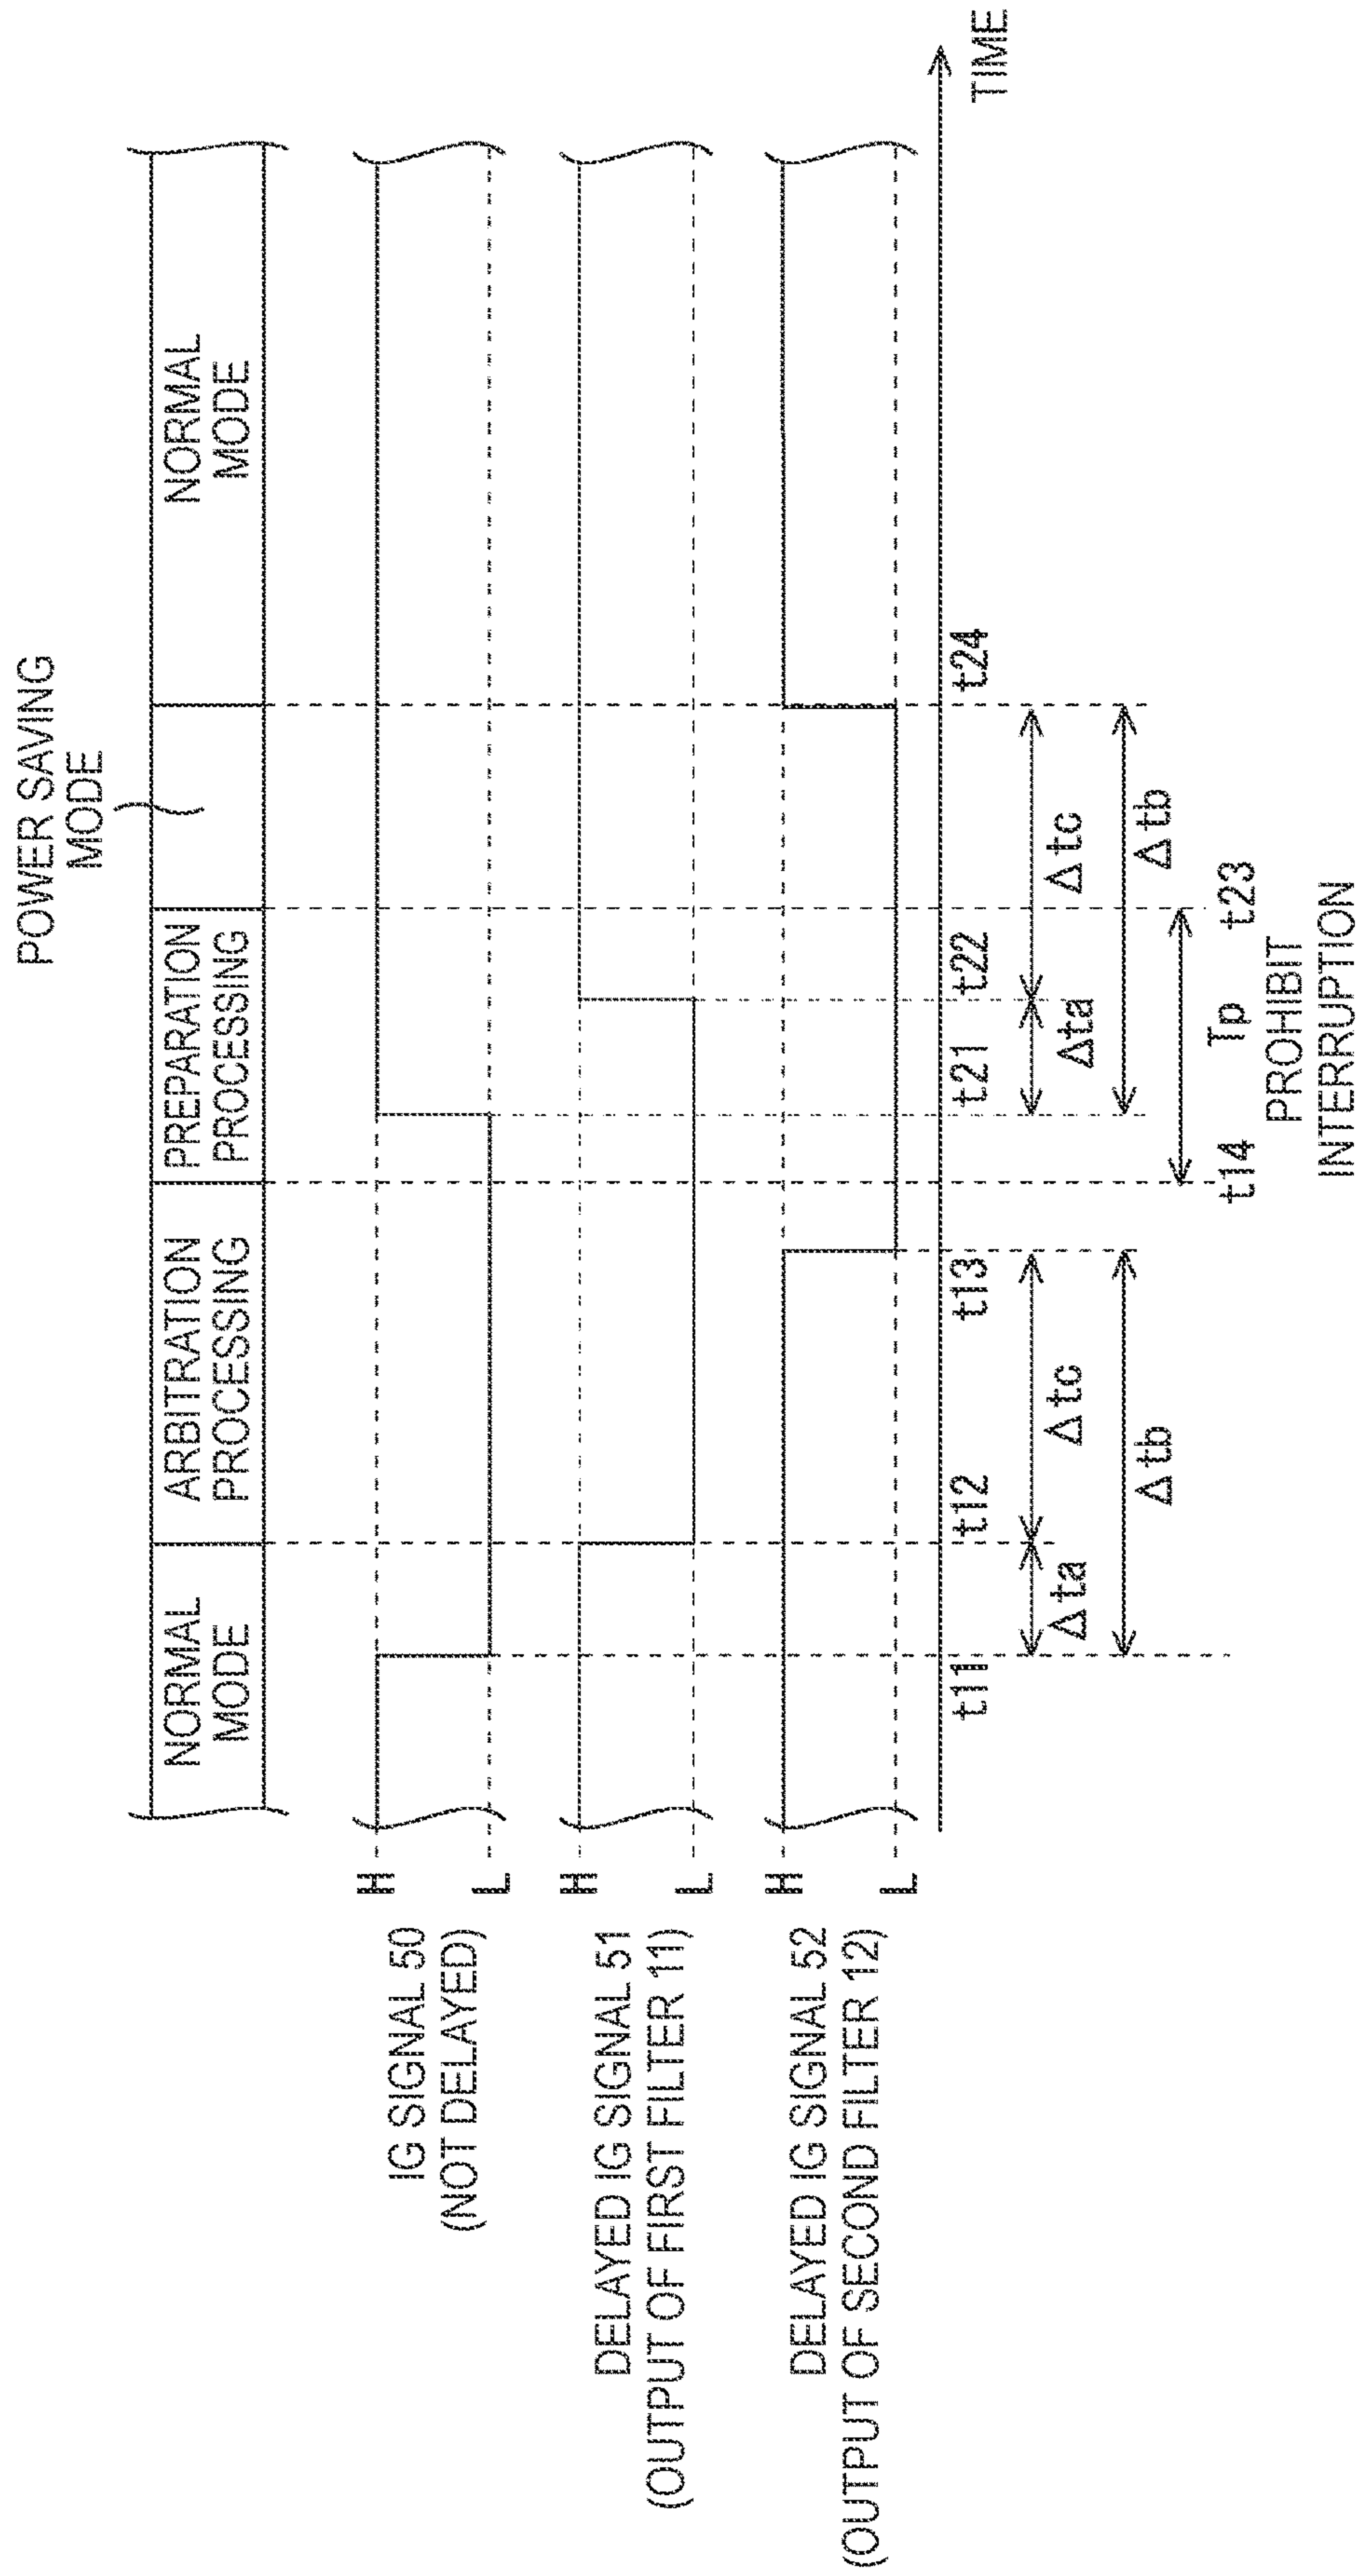 POWER SAVING
MODE
NORMAL
MODE
ARBITRATION
PROCESSING
PREPARATION
PROCESSING
NORMAL
MODE
IG SIGNAL 50
(NOT DELAYED)
H
L
DELAYED IG SIGNAL 51
(OUTPUT OF FIRST FILTER 11)
H
L
DELAYED IG SIGNAL 52
(OUTPUT OF SECOND FILTER 12)
H
L
t11
t12
t13
t21
t22
t24
TIME
Δta
Δtc
Δta
Δtc
Δtb
Δtb
t14
Tp
t23
PROHIBIT
INTERRUPTION